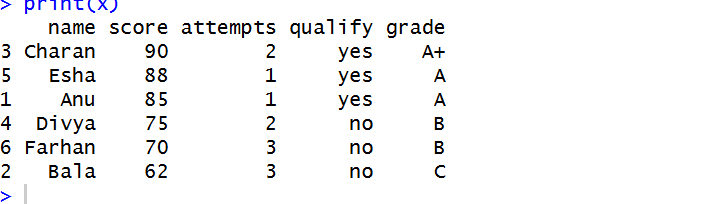 > print(x)
    name score attempts qualify grade
3 Charan    90        2     yes    A+
5   Esha    88        1     yes     A
1    Anu    85        1     yes     A
4  Divya    75        2      no     B
6 Farhan    70        3      no     B
2   Bala    62        3      no     C
>